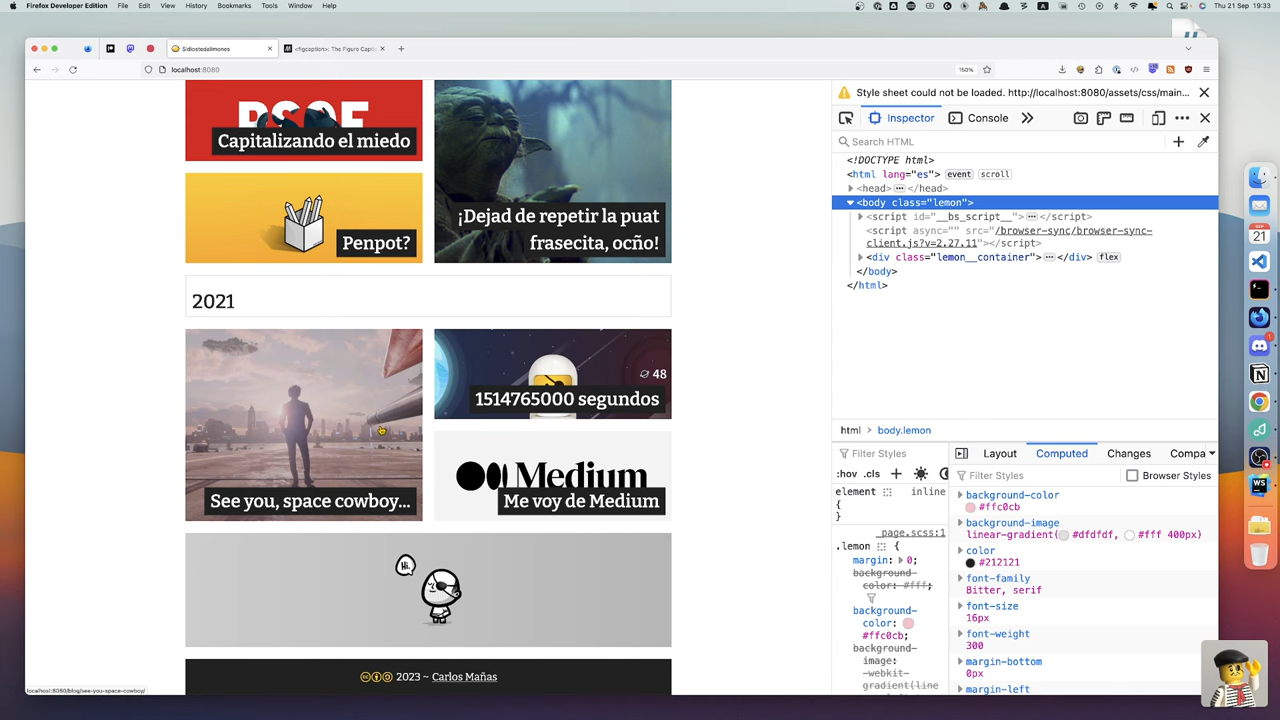 Firefox Developer Edition File Edit View History Bookmarks Tools Window Help
Thu 21 Sep 19:33
Sidiostedalimones
<figcaption>: The Figure Capti
localhost:8080
150%
PSOE
Capitalizando el miedo
Penpot?
¡Dejad de repetir la puat
frasecita, ocño!
2021
See you, space cowboy...
48
1514765000 segundos
Medium
Me voy de Medium
Hi.
2023 ~ Carlos Mañas
localhost:8080/blog/see-you-space-cowboy/
Style sheet could not be loaded. http://localhost:8080/assets/css/main...
Inspector Console
Search HTML
<!DOCTYPE html>
<html lang="es"> event scroll
<head> ••• </head>
<body class="lemon">
<script id="__bs_script__"> ••• </script>
<script async="" src="/browser-sync/browser-sync-
client.js?v=2.27.11"></script>
<div class="lemon__container"> ••• </div> flex
</body>
</html>
html > body.lemon
Filter Styles
:hov .cls +
element inline
{
}
_page.scss:1
.lemon {
margin: 0;
background-
color: #fff;
background-
color:
#ffc0cb;
background-
image:
-webkit-
gradient(line
Layout Computed Changes Compa
Filter Styles Browser Styles
background-color
#ffc0cb
background-image
linear-gradient( #dfdfdf, #fff 400px)
color
#212121
font-family
Bitter, serif
font-size
16px
font-weight
300
margin-bottom
0px
margin-left
SEP
21
WS